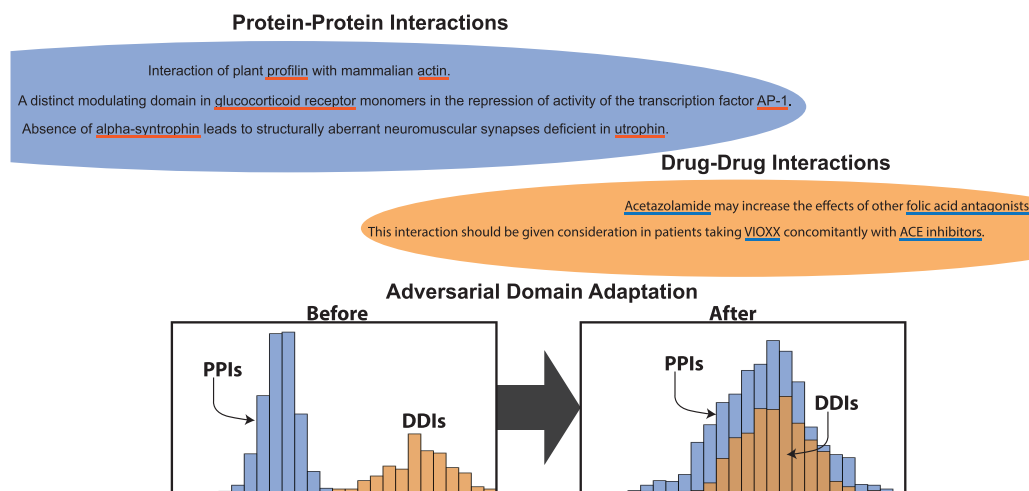 Protein-Protein Interactions
Interaction of plant profilin with mammalian actin.
A distinct modulating domain in glucocorticoid receptor monomers in the repression of activity of the transcription factor AP-1.
Absence of alpha-syntrophin leads to structurally aberrant neuromuscular synapses deficient in utrophin.
Drug-Drug Interactions
Acetazolamide may increase the effects of other folic acid antagonists
This interaction should be given consideration in patients taking VIOXX concomitantly with ACE inhibitors.
Adversarial Domain Adaptation
Before
After
PPIs
DDIs
PPIs
DDIs